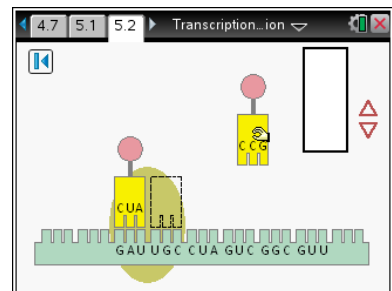 4.7 5.1 5.2 Transcription...ion
CCG
CUA
GAU UGC CUA GUC GGC GUU